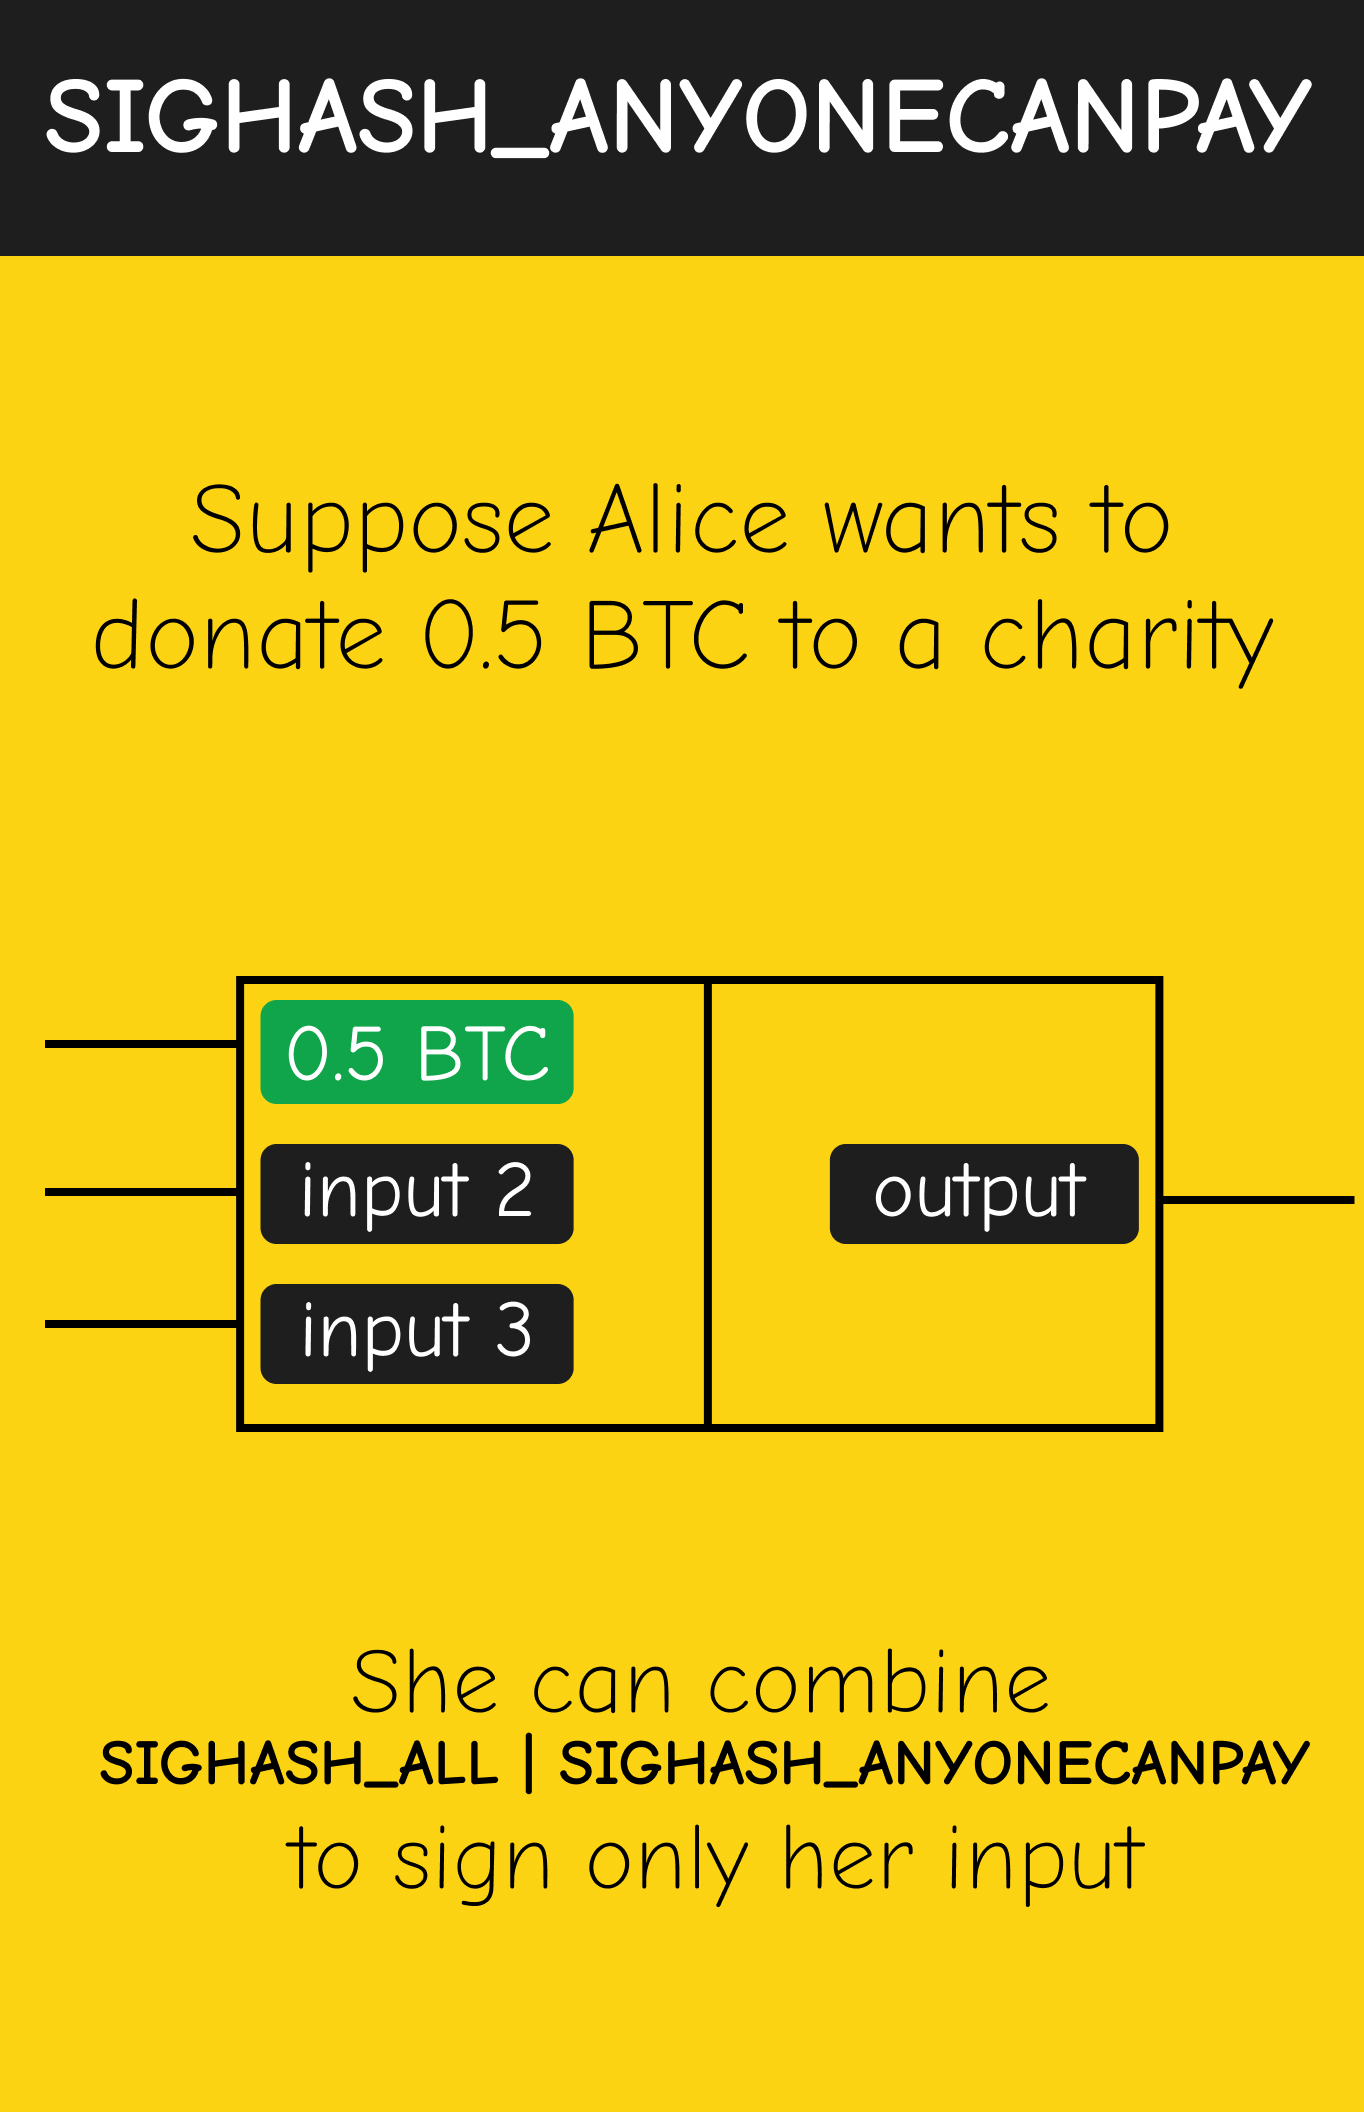 SIGHASH_ANYONECANPAY
Suppose Alice wants to
donate 0.5 BTC to a charity
0.5 BTC
input 2
output
input 3
She can combine
SIGHASH_ALL | SIGHASH_ANYONECANPAY
to sign only her input